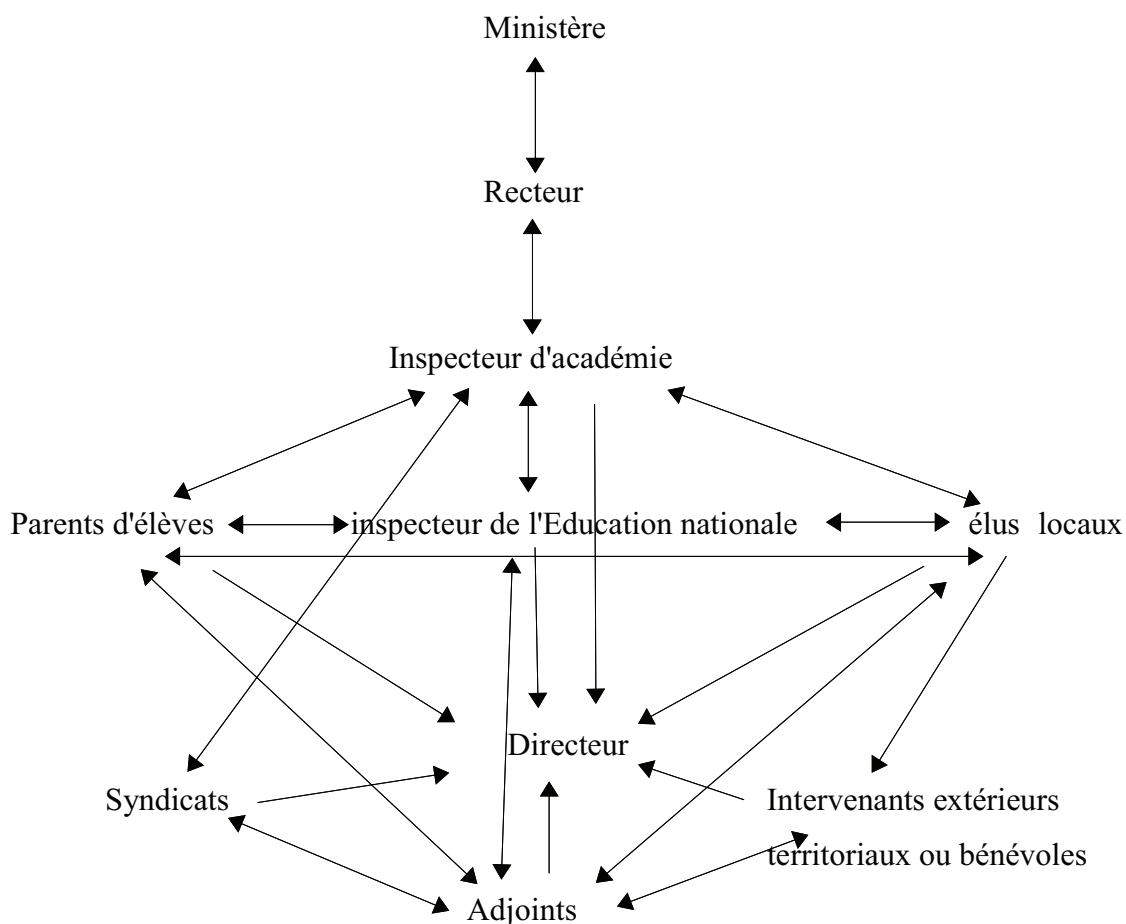 Ministère
Recteur
Inspecteur d'académie
Parents d'élèves
inspecteur de l'Education nationale
élus locaux
Directeur
Syndicats
Intervenants extérieurs
territoriaux ou bénévoles
Adjoints